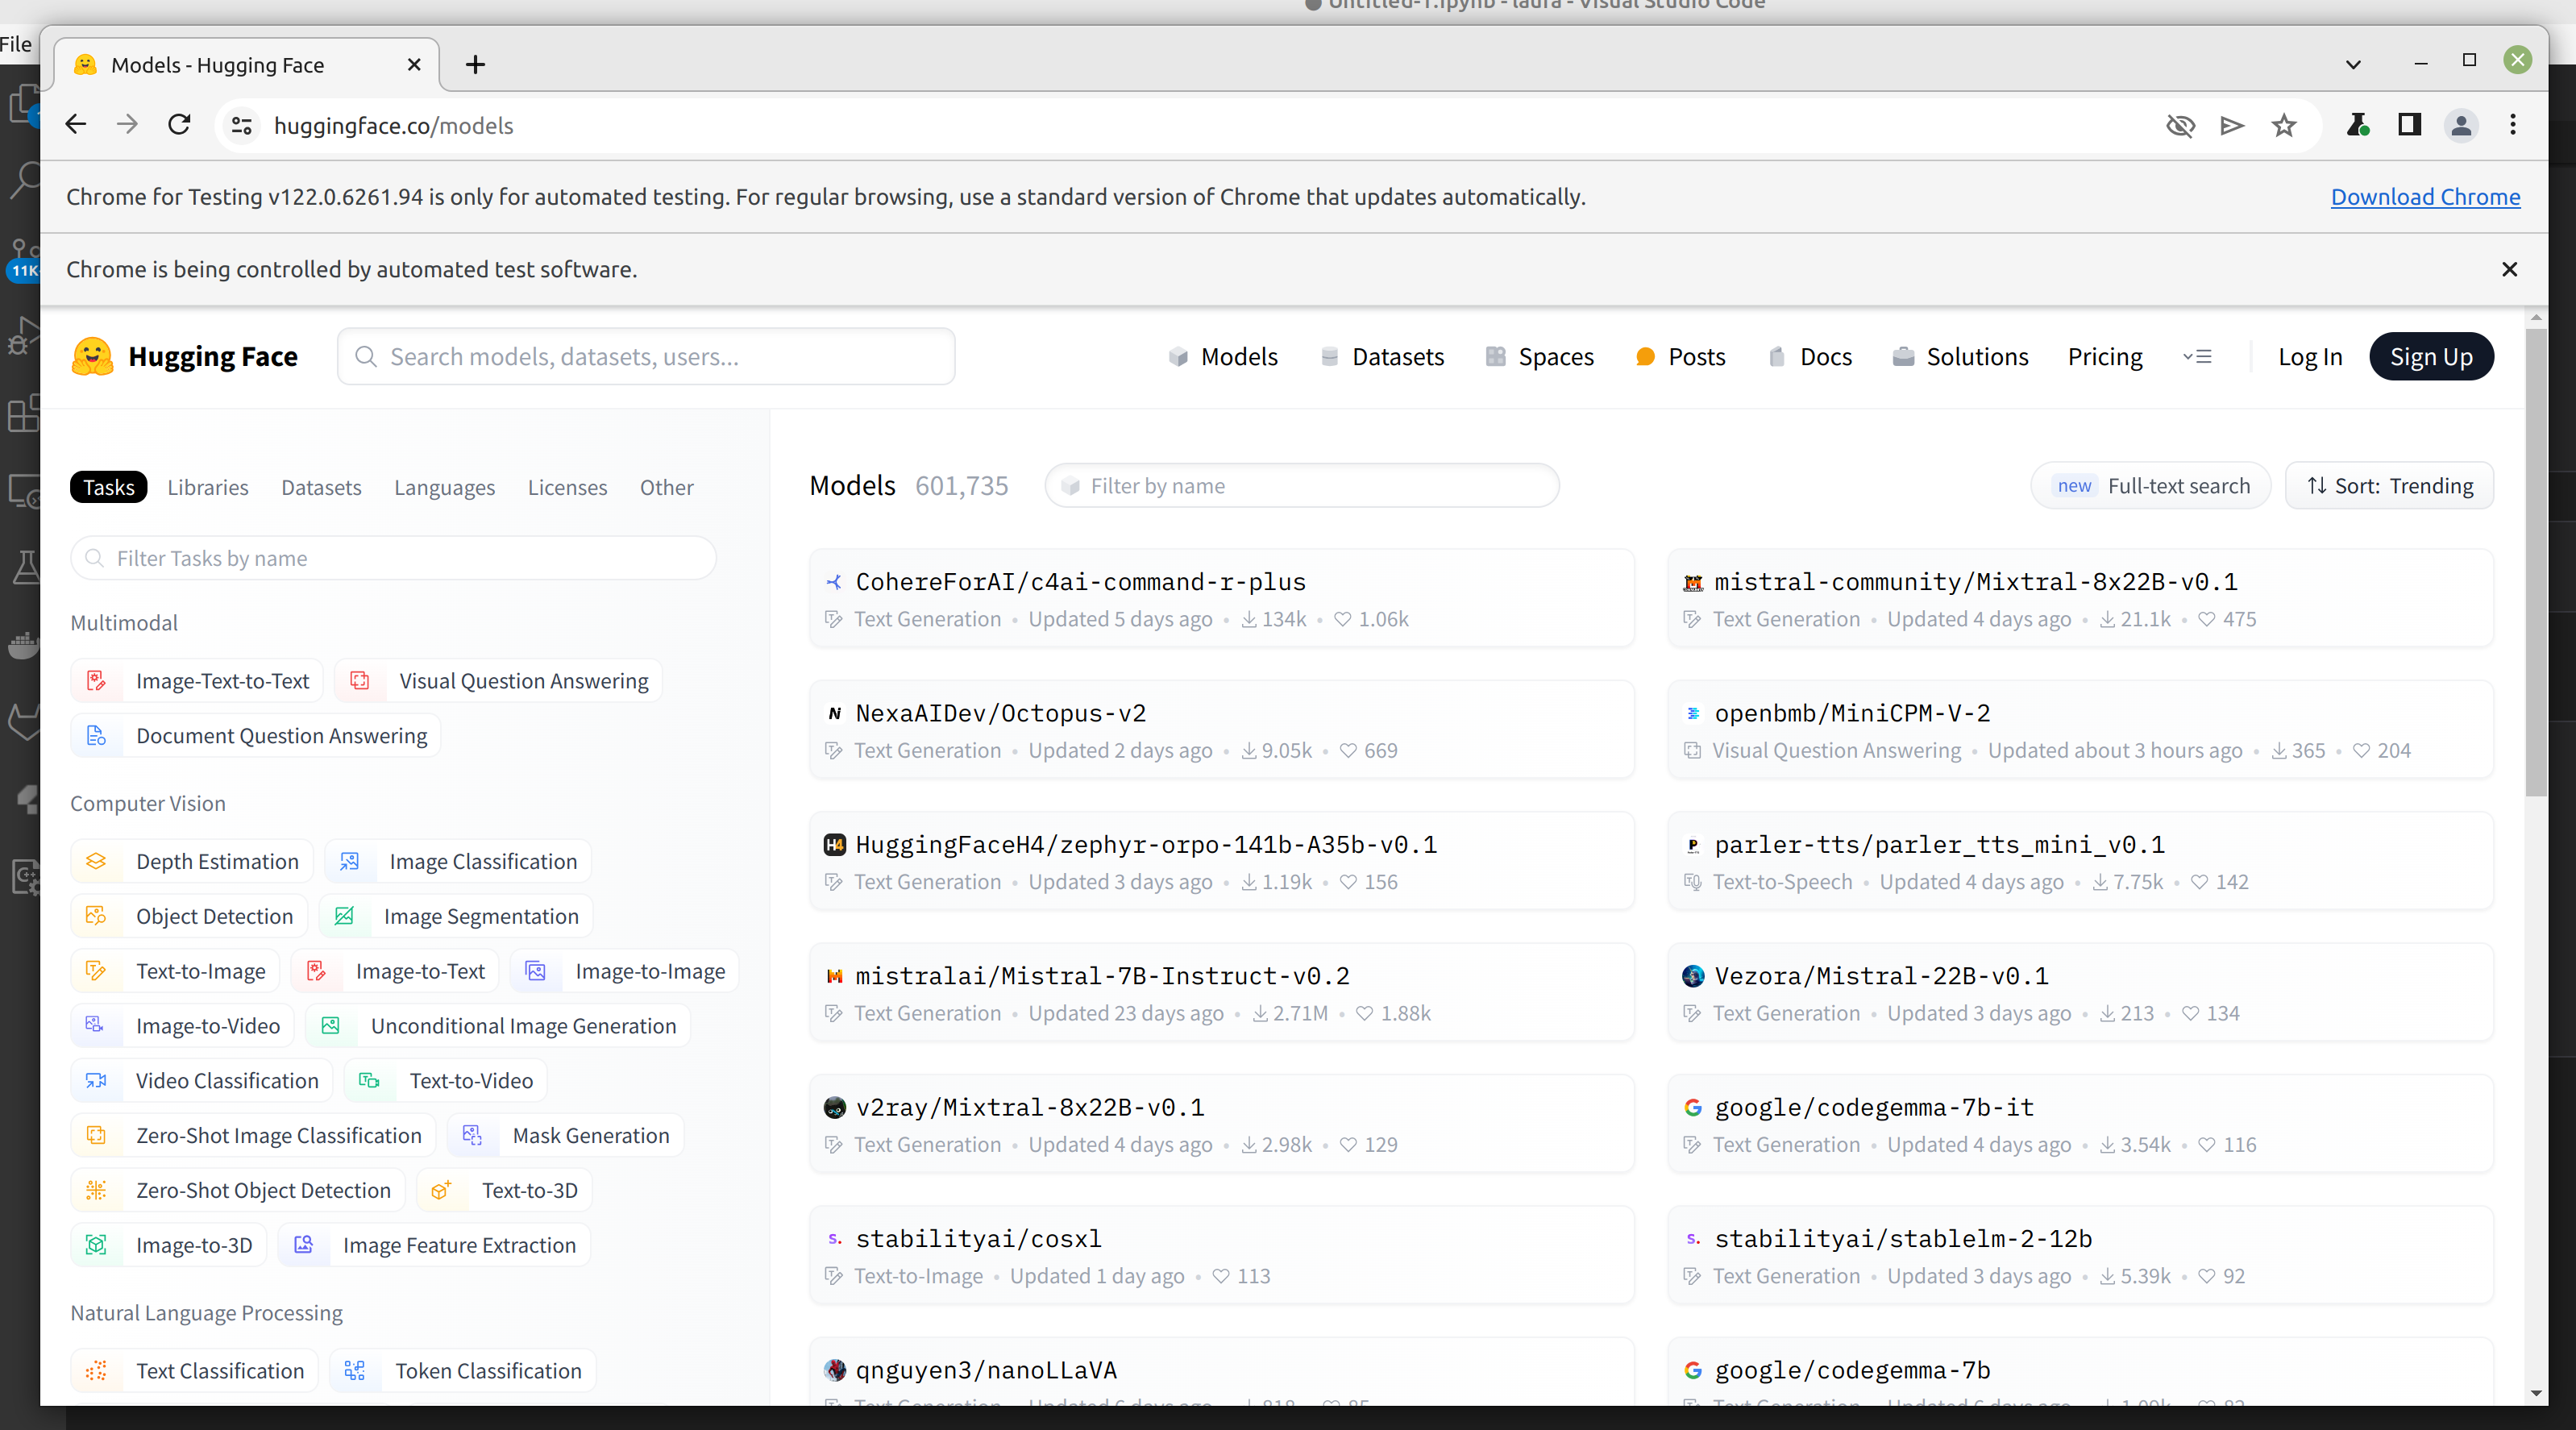 Untitled-1.ipynb - laura - Visual Studio Code
File
Models - Hugging Face
huggingface.co/models
Chrome for Testing v122.0.6261.94 is only for automated testing. For regular browsing, use a standard version of Chrome that updates automatically.
Download Chrome
Chrome is being controlled by automated test software.
11K
Hugging Face
Search models, datasets, users...
Models
Datasets
Spaces
Posts
Docs
Solutions
Pricing
Log In
Sign Up
Tasks
Libraries
Datasets
Languages
Licenses
Other
Filter Tasks by name
Multimodal
Image-Text-to-Text
Visual Question Answering
Document Question Answering
Computer Vision
Depth Estimation
Image Classification
Object Detection
Image Segmentation
Text-to-Image
Image-to-Text
Image-to-Image
Image-to-Video
Unconditional Image Generation
Video Classification
Text-to-Video
Zero-Shot Image Classification
Mask Generation
Zero-Shot Object Detection
Text-to-3D
Image-to-3D
Image Feature Extraction
Natural Language Processing
Text Classification
Token Classification
Models 601,735
Filter by name
new Full-text search
Sort: Trending
CohereForAI/c4ai-command-r-plus
Text Generation • Updated 5 days ago • 134k • 1.06k
mistral-community/Mixtral-8x22B-v0.1
Text Generation • Updated 4 days ago • 21.1k • 475
NexaAIDev/Octopus-v2
Text Generation • Updated 2 days ago • 9.05k • 669
openbmb/MiniCPM-V-2
Visual Question Answering • Updated about 3 hours ago • 365 • 204
HuggingFaceH4/zephyr-orpo-141b-A35b-v0.1
Text Generation • Updated 3 days ago • 1.19k • 156
parler-tts/parler_tts_mini_v0.1
Text-to-Speech • Updated 4 days ago • 7.75k • 142
mistralai/Mistral-7B-Instruct-v0.2
Text Generation • Updated 23 days ago • 2.71M • 1.88k
Vezora/Mistral-22B-v0.1
Text Generation • Updated 3 days ago • 213 • 134
v2ray/Mixtral-8x22B-v0.1
Text Generation • Updated 4 days ago • 2.98k • 129
google/codegemma-7b-it
Text Generation • Updated 4 days ago • 3.54k • 116
stabilityai/cosxl
Text-to-Image • Updated 1 day ago • 113
stabilityai/stablelm-2-12b
Text Generation • Updated 3 days ago • 5.39k • 92
qnguyen3/nanoLLaVA
Text Generation • Updated 6 days ago
google/codegemma-7b
Text Generation • Updated 6 days ago